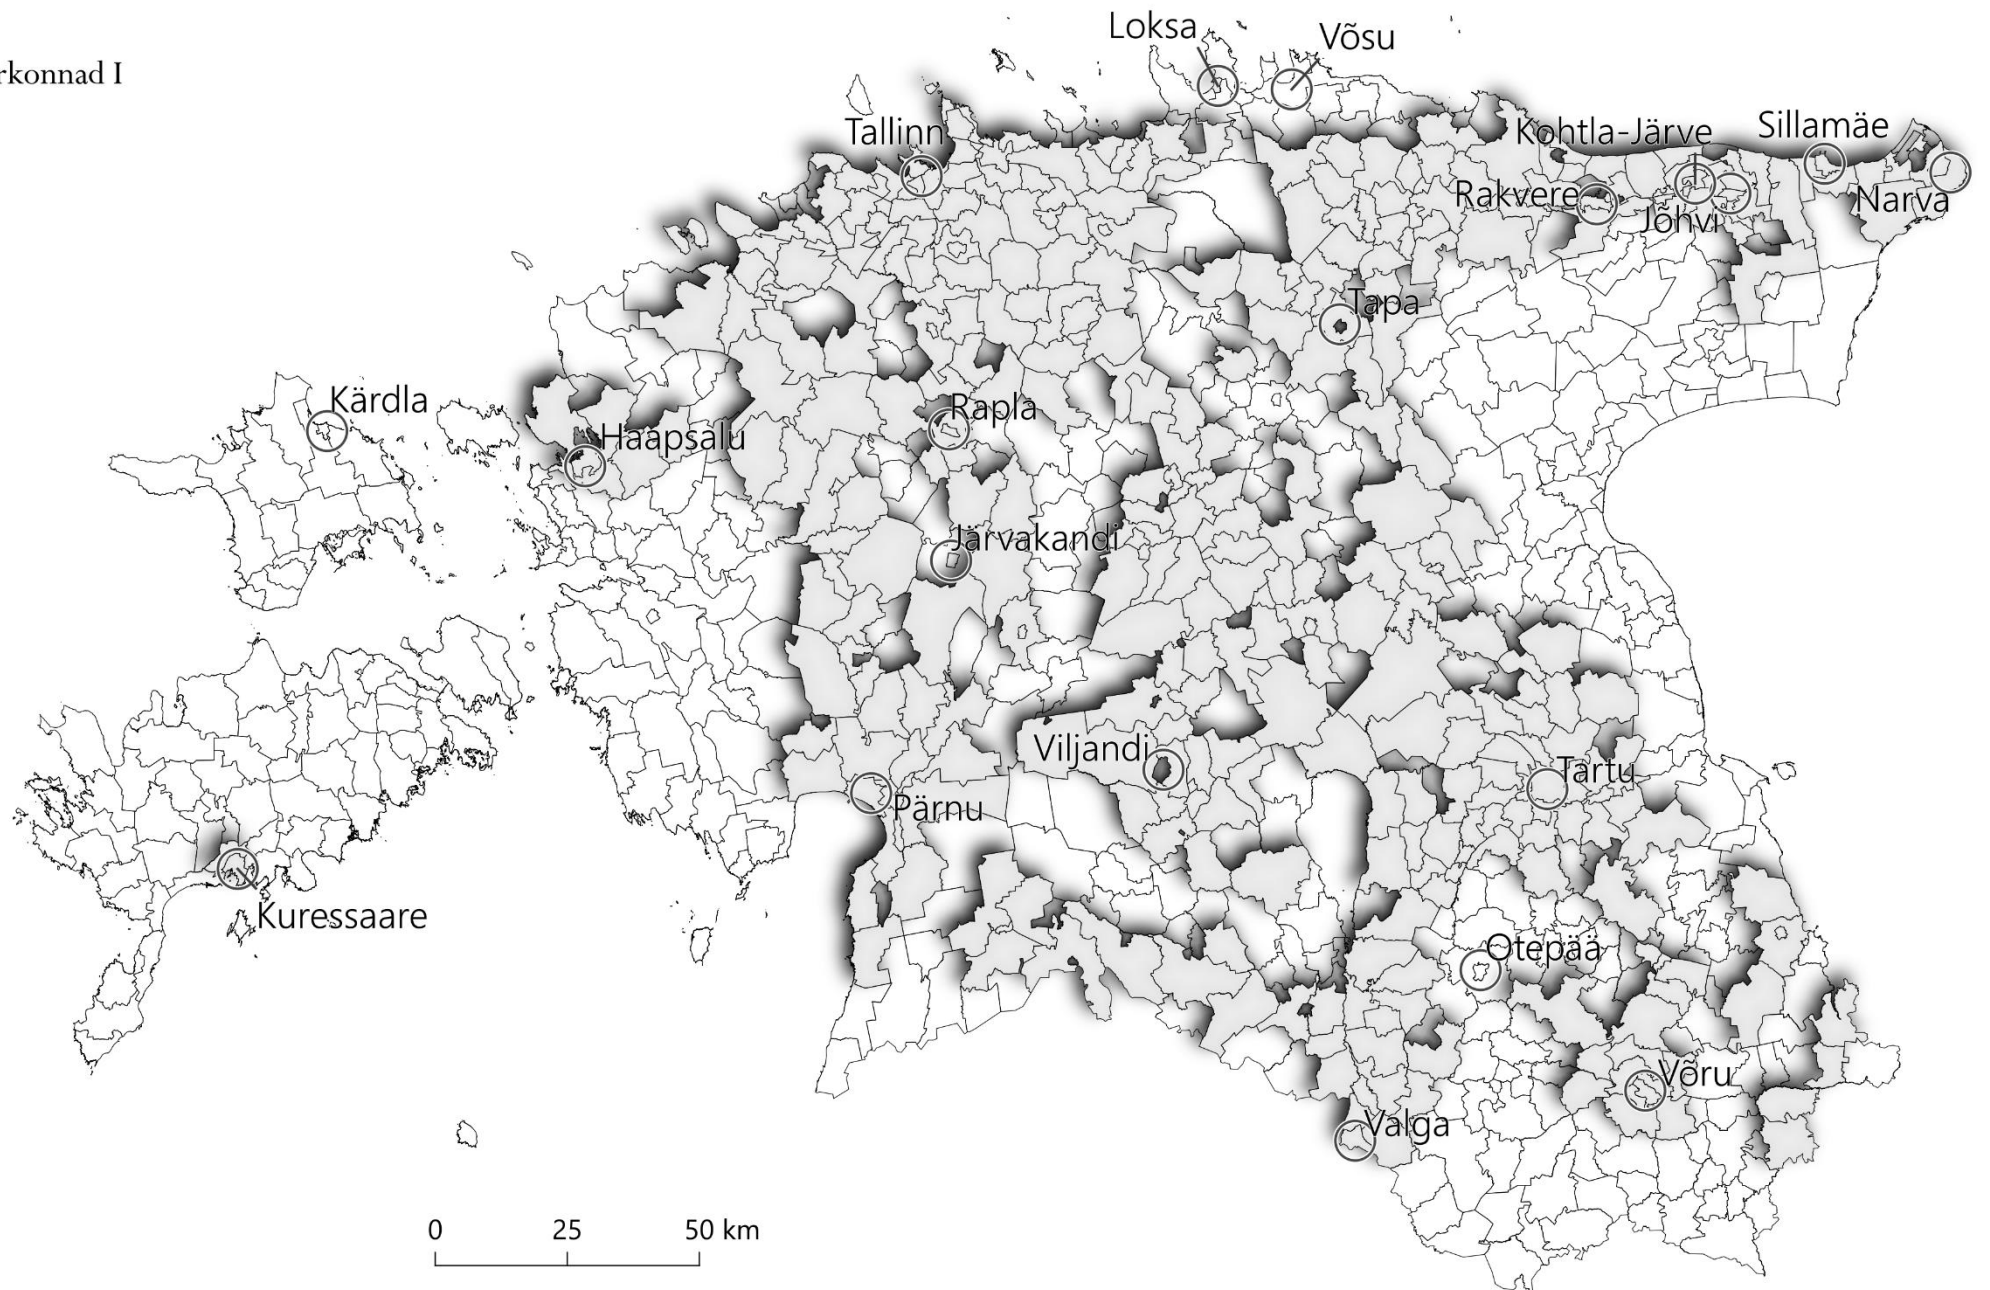 rkonnad I
Loksa
Võsu
Tallinn
Kohtla-Järve
Sillamäe
Rakvere
Jõhvi
Narva
Tapa
Kärdla
Rapla
Haapsalu
Järvakandi
Viljandi
Tartu
Pärnu
Kuressaare
Otepää
Võru
Valga
0 25 50 km